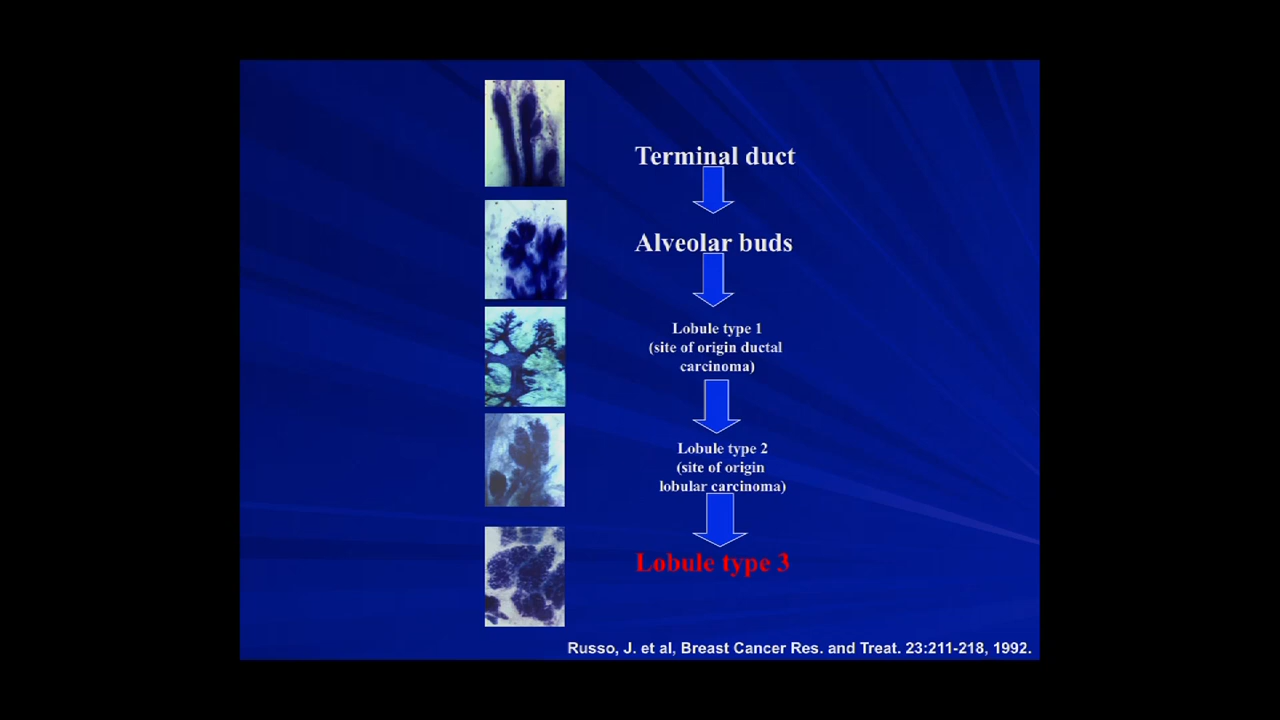 Terminal duct
Alveolar buds
Lobule type 1
(site of origin ductal
carcinoma)
Lobule type 2
(site of origin
lobular carcinoma)
Lobule type 3
Russo, J. et al, Breast Cancer Res. and Treat. 23:211-218, 1992.